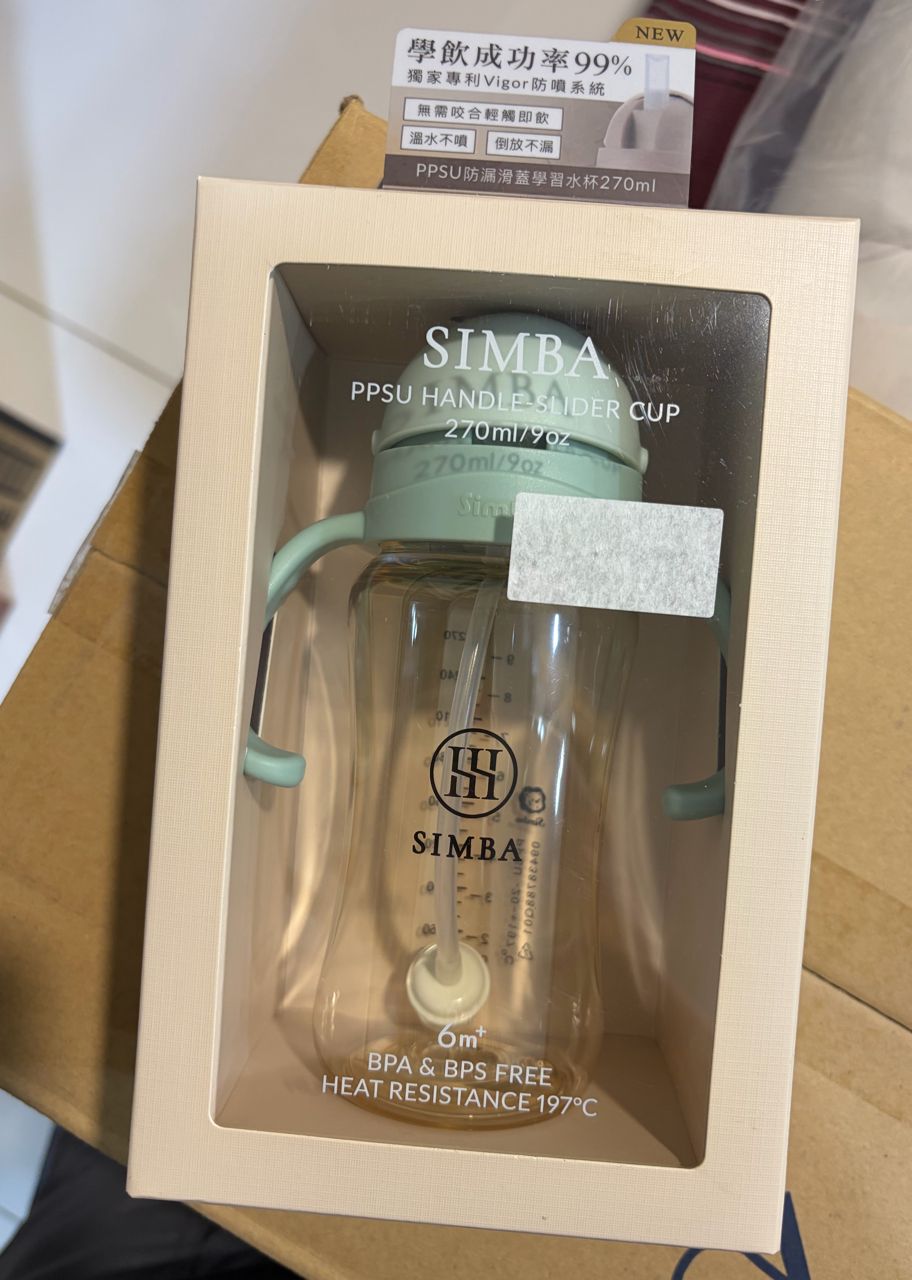 NEW
學飲成功率99%
獨家專利Vigor防噴系統
無需咬合輕觸即飲
溫水不噴 倒放不漏
PPSU防漏滑蓋學習水杯270ml
SIMBA
PPSU HANDLE-SLIDER CUP
270ml/9oz
SIMBA
6m+
BPA & BPS FREE
HEAT RESISTANCE 197°C